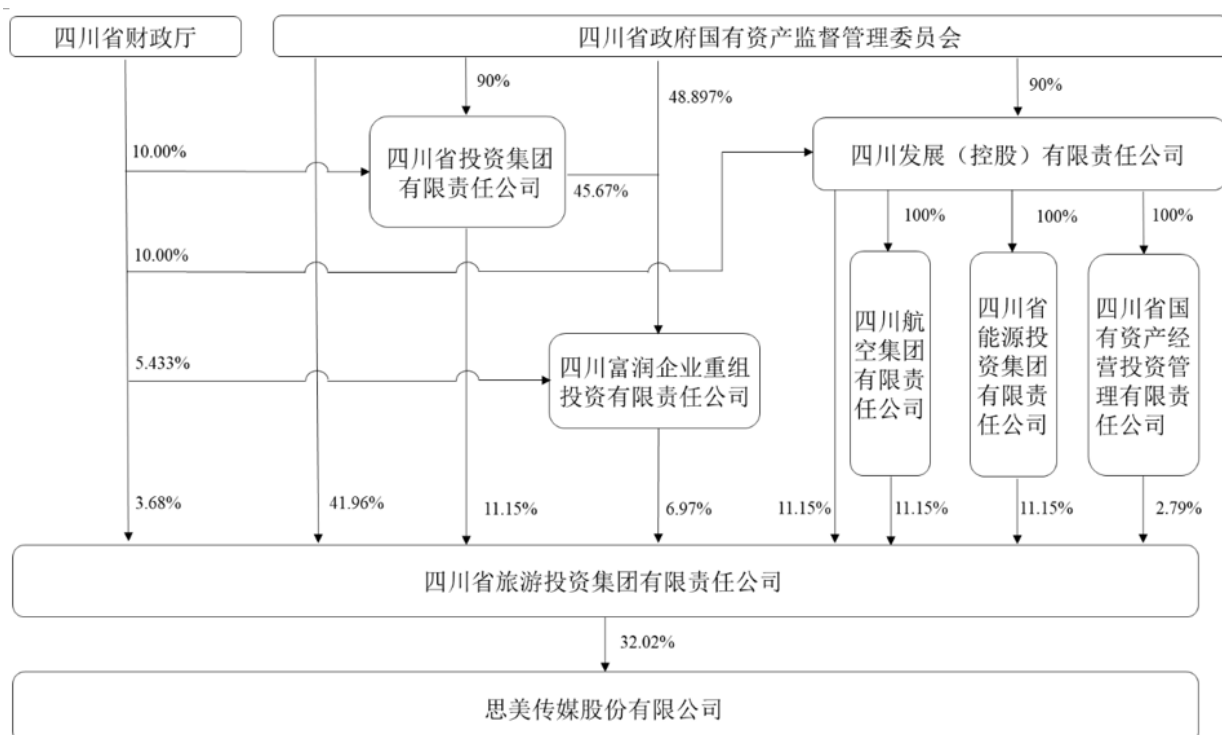 四川省财政厅
四川省政府国有资产监督管理委员会
90%
48.897%
90%
10.00%
四川省投资集团
有限责任公司
45.67%
四川发展（控股）有限责任公司
100%
100%
100%
10.00%
四川航
空集团
有限责
任公司
四川省
能源投
资集团
有限责
任公司
四川省国
有资产经
营投资管
理有限责
任公司
5.433%
四川富润企业重组
投资有限责任公司
3.68%
41.96%
11.15%
6.97%
11.15%
11.15%
11.15%
2.79%
四川省旅游投资集团有限责任公司
32.02%
思美传媒股份有限公司